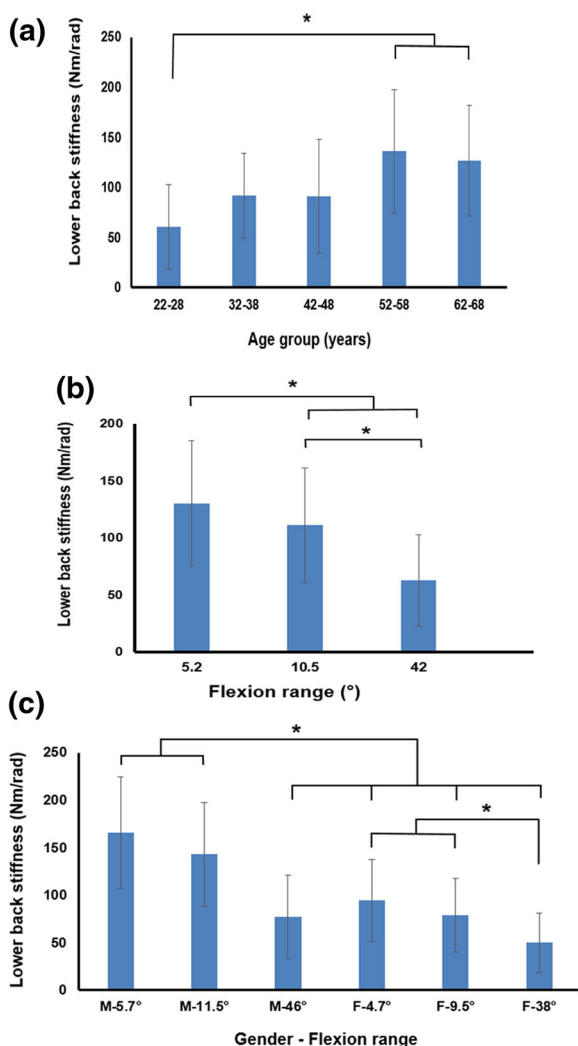 (a)
*
Lower back stiffness (Nm/rad)
250
200
150
100
50
0
22-28 32-38 42-48 52-58 62-68
Age group (years)
(b)
*
*
Lower back stiffness (Nm/rad)
200
150
100
50
0
5.2 10.5 42
Flexion range (°)
(c)
*
*
Lower back stiffness (Nm/rad)
250
200
150
100
50
0
M-5.7° M-11.5° M-46° F-4.7° F-9.5° F-38°
Gender - Flexion range